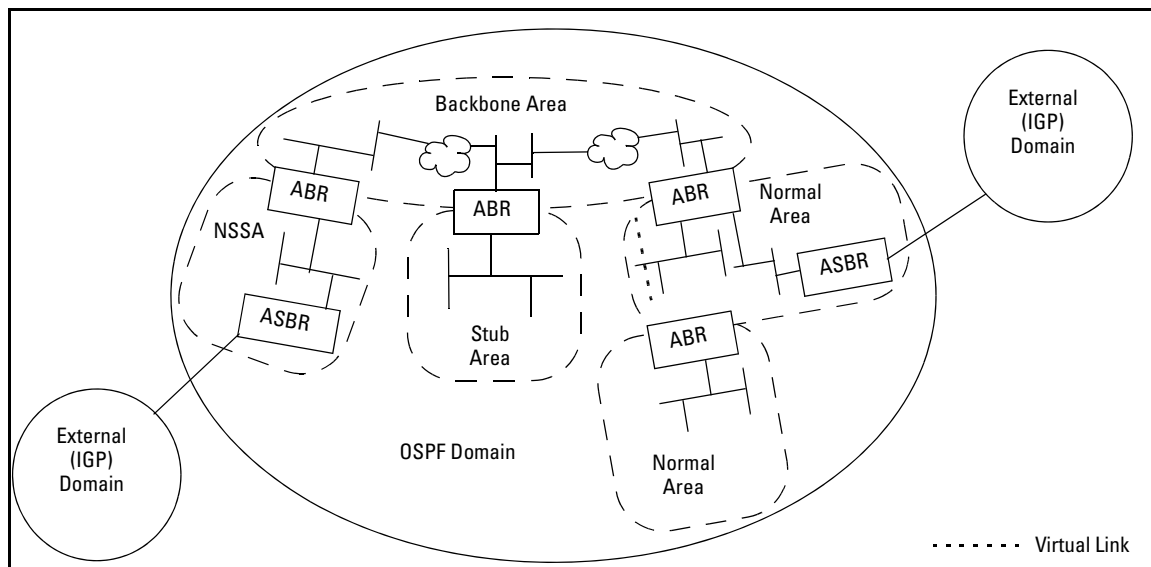 Backbone Area
External
(IGP)
Domain
ABR
ABR
ABR
Normal
Area
NSSA
ASBR
ASBR
Stub
Area
ABR
External
(IGP)
Domain
OSPF Domain
Normal
Area
Virtual Link